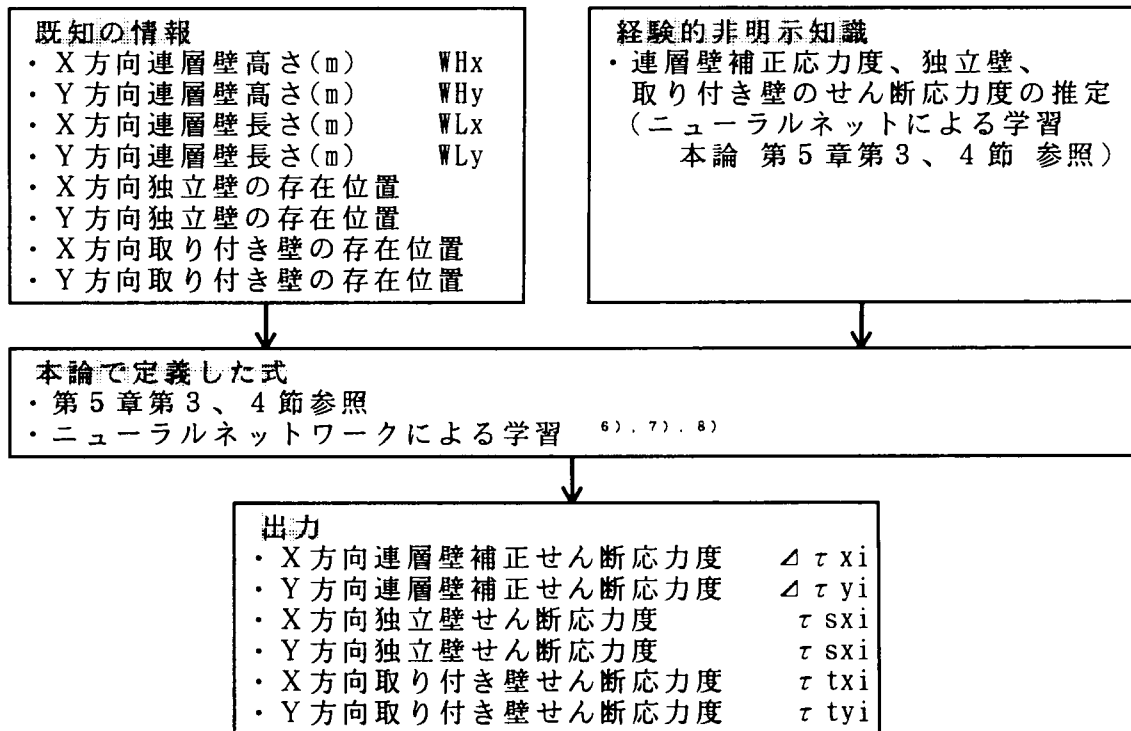 既知の情報
・X方向連層壁高さ(m) WHx
・Y方向連層壁高さ(m) WHy
・X方向連層壁長さ(m) WLx
・Y方向連層壁長さ(m) WLy
・X方向独立壁の存在位置
・Y方向独立壁の存在位置
・X方向取り付き壁の存在位置
・Y方向取り付き壁の存在位置
経験的非明示知識
・連層壁補正応力度、独立壁、
取り付き壁のせん断応力度の推定
(ニューラルネットによる学習
本論 第5章第3、4節 参照)
本論で定義した式
・第5章第3、4節参照
・ニューラルネットワークによる学習 6),7),8)
出力
・X方向連層壁補正せん断応力度 ⊿τxi
・Y方向連層壁補正せん断応力度 ⊿τyi
・X方向独立壁せん断応力度 τsxi
・Y方向独立壁せん断応力度 τsxi
・X方向取り付き壁せん断応力度 τtxi
・Y方向取り付き壁せん断応力度 τtyi